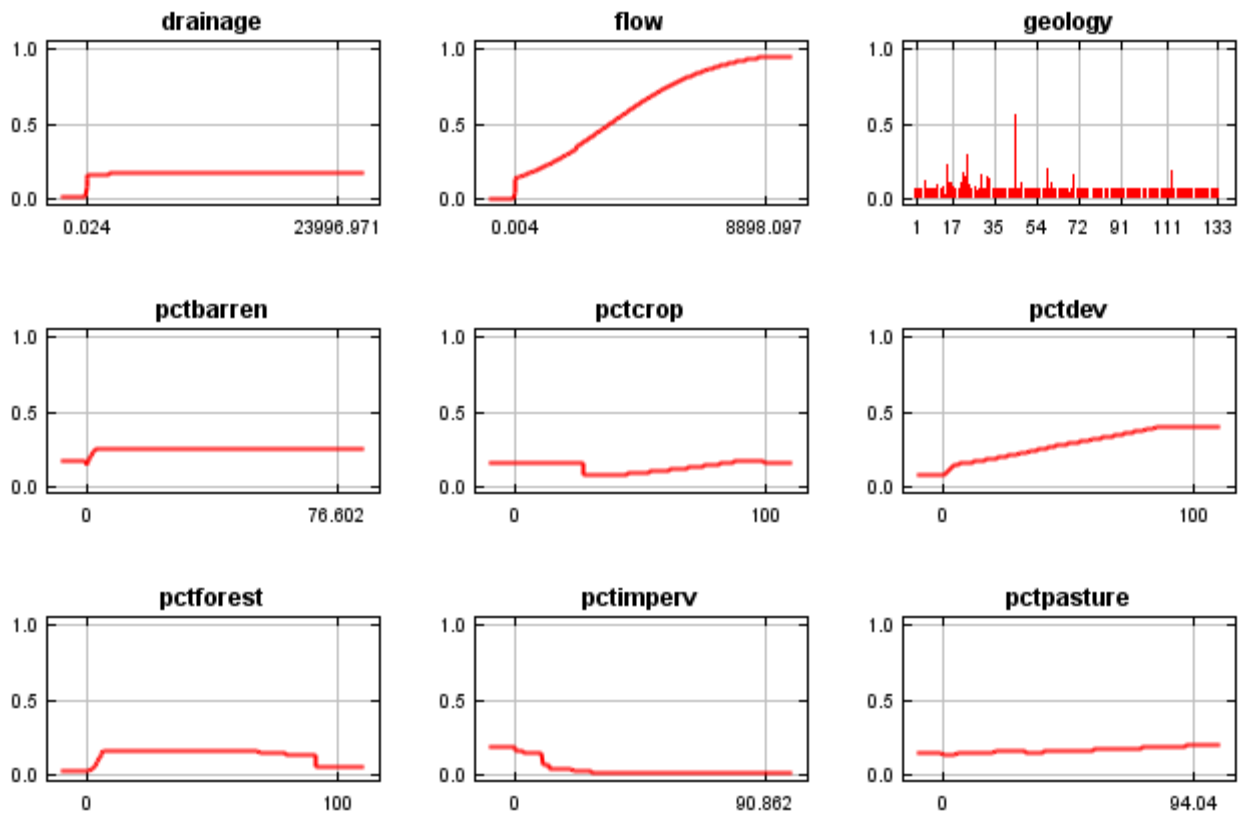 drainage flow geology
1.0 1.0 1.0
0.5 0.5 0.5
0.0 0.0 0.0
0.024 23996.971 0.004 8898.097 1 17 35 54 72 91 111 133
pctbarren pctcrop pctdev
1.0 1.0 1.0
0.5 0.5 0.5
0.0 0.0 0.0
0 76.602 0 100 0 100
pctforest pctimperv pctpasture
1.0 1.0 1.0
0.5 0.5 0.5
0.0 0.0 0.0
0 100 0 90.862 0 94.04